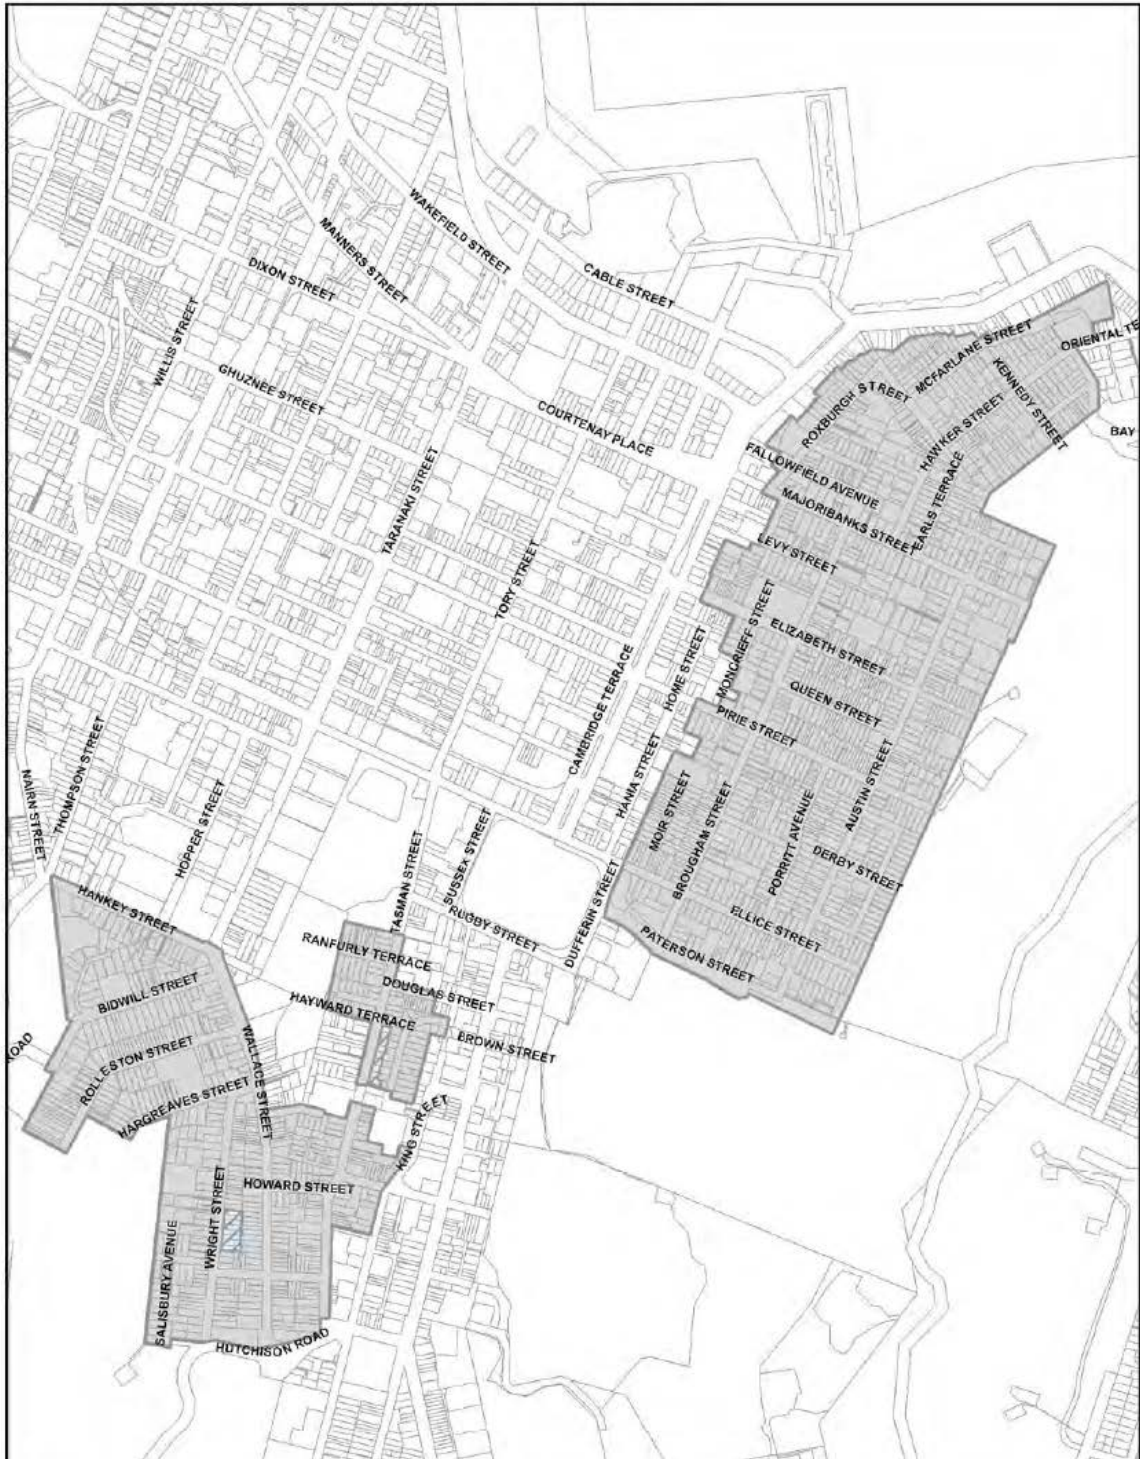 WAKEFIELD STREET
MANNERS STREET
CABLE STREET
DIXON STREET
WILLIS STREET
GHUZNEE STREET
MCFARLANE STREET
ORIENTAL TE
KENNEDY STREET
ROXBURGH STREET
HAWKER STREET
BAY
COURTENAY PLACE
FALLOWFIELD AVENUE
EARLS TERRACE
MAJORIBANKS STREET
TARANAKI STREET
LEVY STREET
TORY STREET
MONCRIEFF STREET
ELIZABETH STREET
HOME STREET
QUEEN STREET
CAMBRIDGE TERRACE
PIRIE STREET
THOMPSON STREET
NAIRN STREET
HANIA STREET
AUSTIN STREET
HOPPER STREET
MOIR STREET
BROUGHAM STREET
PORRITT AVENUE
SUSSEX STREET
TASMAN STREET
DERBY STREET
HANKEY STREET
RUGBY STREET
DUFFERIN STREET
ELLICE STREET
PATERSON STREET
RANFURLY TERRACE
DOUGLAS STREET
BIDWILL STREET
HAYWARD TERRACE
BROWN STREET
ROAD
ROLLESTON STREET
WALLACE STREET
HARGREAVES STREET
KING STREET
HOWARD STREET
WRIGHT STREET
SALISBURY AVENUE
HUTCHISON ROAD